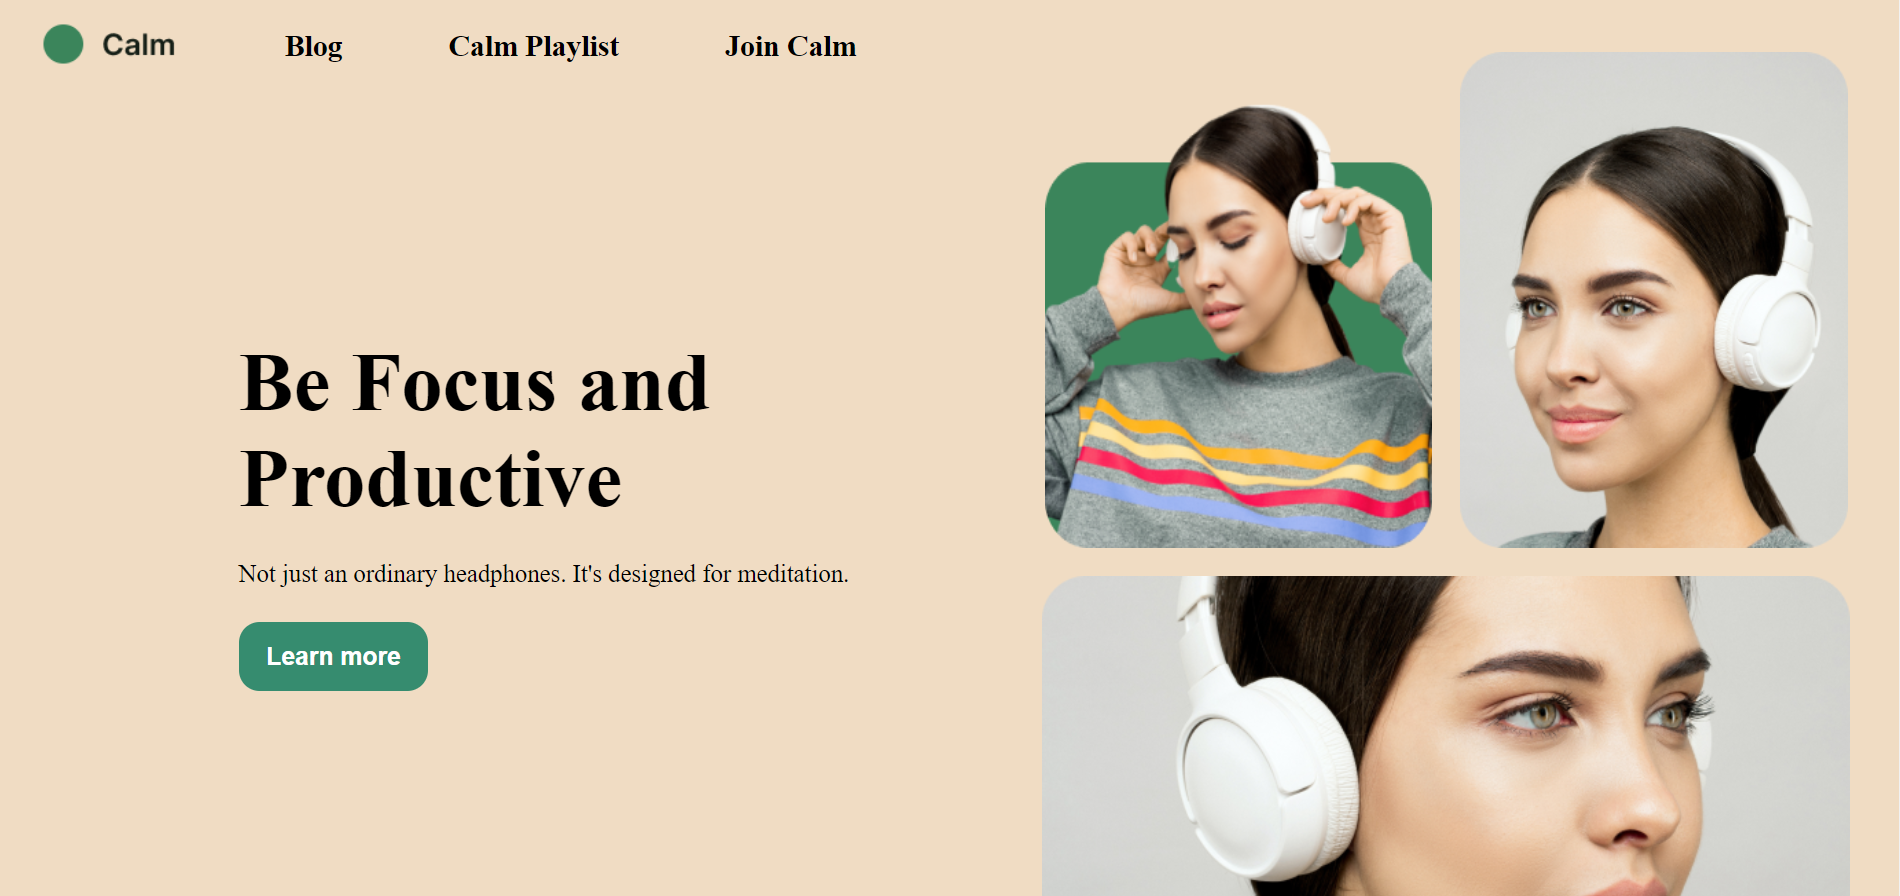 Calm
Blog
Calm Playlist
Join Calm
Be Focus and
Productive
Not just an ordinary headphones. It's designed for meditation.
Learn more